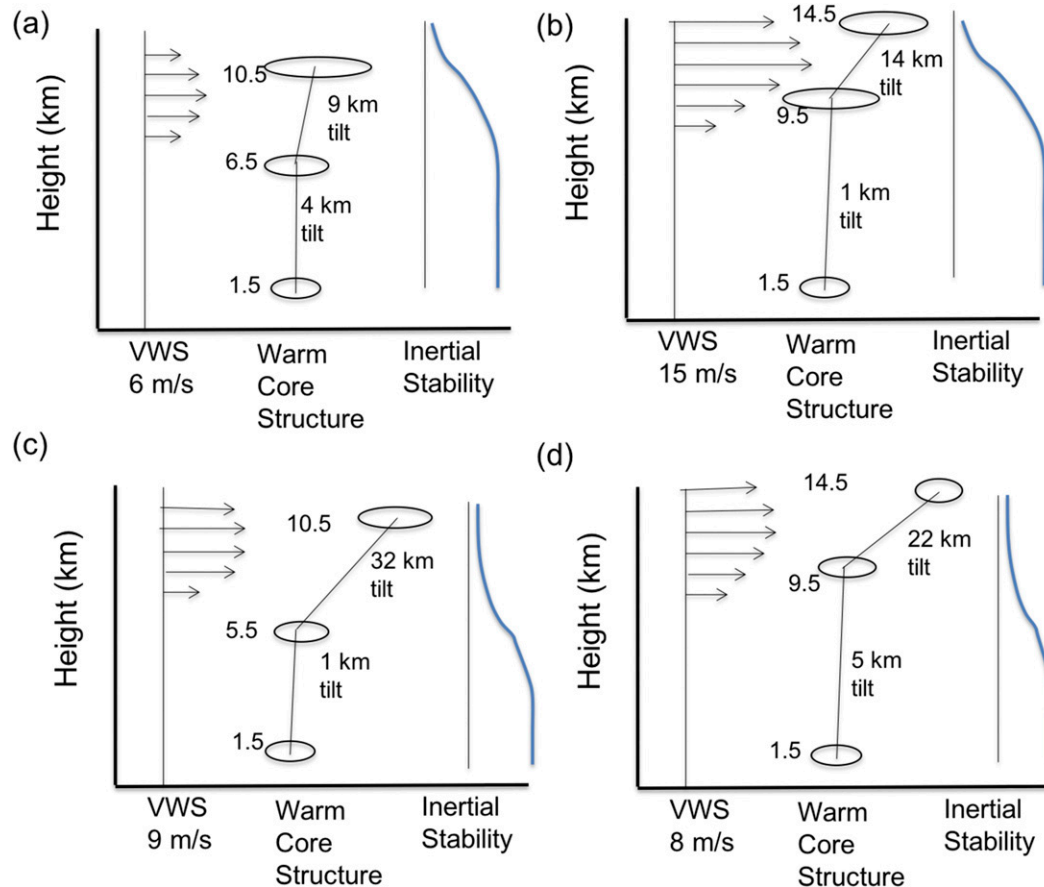 (a)
Height (km)
10.5
9 km
tilt
6.5
4 km
tilt
1.5
VWS
6 m/s
Warm
Core
Structure
Inertial
Stability
(b)
Height (km)
14.5
14 km
tilt
9.5
1 km
tilt
1.5
VWS
15 m/s
Warm
Core
Structure
Inertial
Stability
(c)
Height (km)
10.5
32 km
tilt
5.5
1 km
tilt
1.5
VWS
9 m/s
Warm
Core
Structure
Inertial
Stability
(d)
Height (km)
14.5
22 km
tilt
9.5
5 km
tilt
1.5
VWS
8 m/s
Warm
Core
Structure
Inertial
Stability